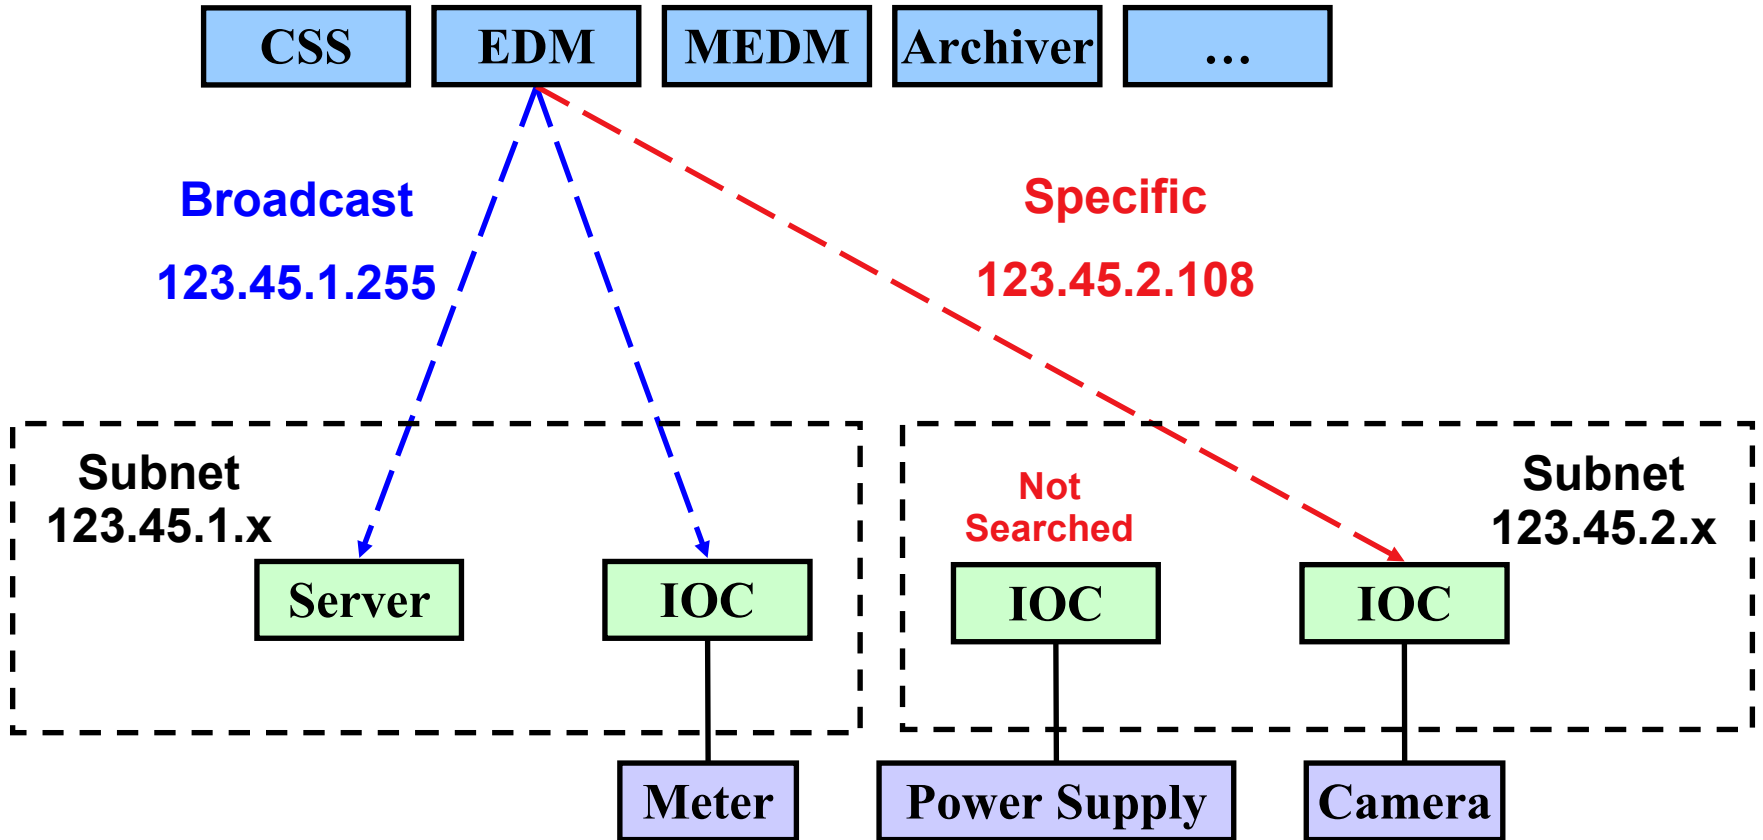 CSS
EDM
MEDM
Archiver
...
Broadcast
123.45.1.255
Specific
123.45.2.108
Subnet
123.45.1.x
Not
Searched
Subnet
123.45.2.x
Server
IOC
IOC
IOC
Meter
Power Supply
Camera